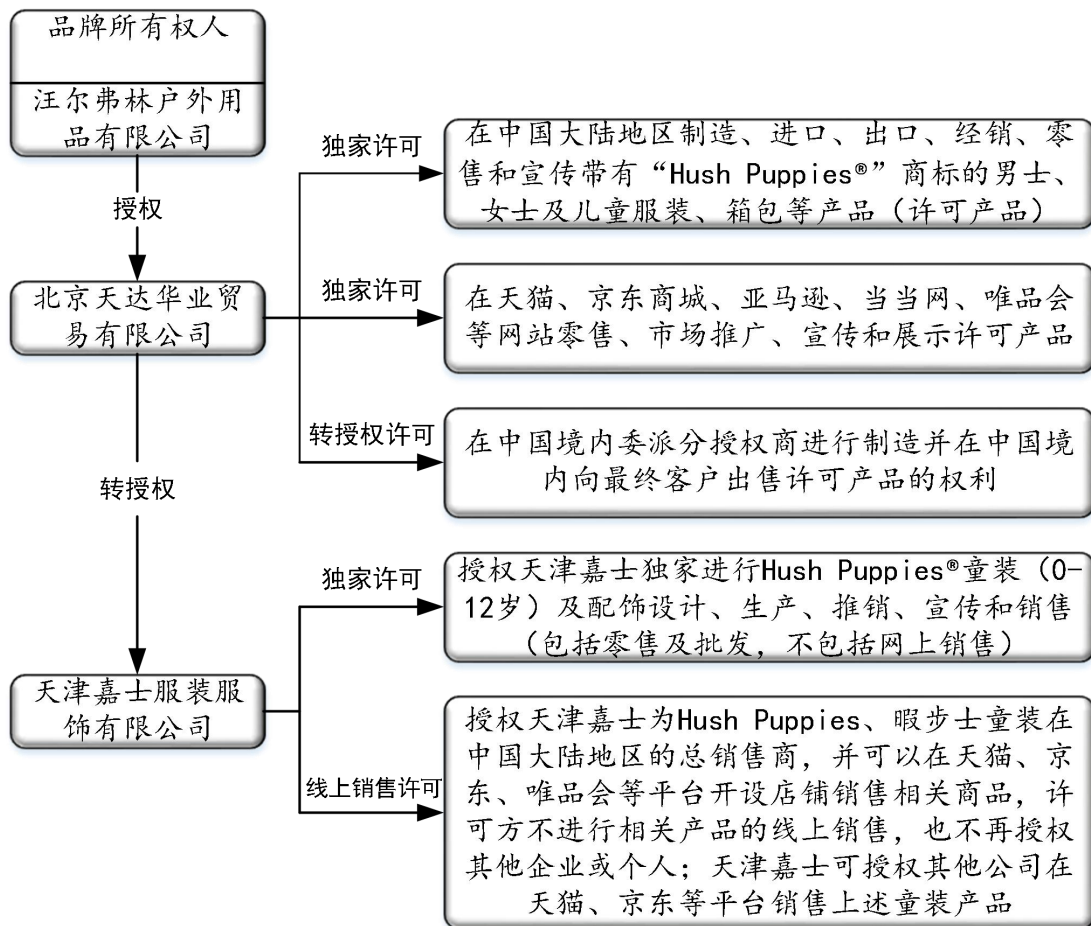 品牌所有权人
汪尔弗林户外用
品有限公司
授权
独家许可
在中国大陆地区制造、进口、出口、经销、零
售和宣传带有“Hush Puppies®”商标的男士、
女士及儿童服装、箱包等产品（许可产品）
北京天达华业贸
易有限公司
独家许可
在天猫、京东商城、亚马逊、当当网、唯品会
等网站零售、市场推广、宣传和展示许可产品
转授权许可
在中国境内委派分授权商进行制造并在中国境
内向最终客户出售许可产品的权利
转授权
独家许可
授权天津嘉士独家进行Hush Puppies®童装（0-
12岁）及配饰设计、生产、推销、宣传和销售
（包括零售及批发，不包括网上销售）
天津嘉士服装服
饰有限公司
线上销售许可
授权天津嘉士为Hush Puppies、暇步士童装在
中国大陆地区的总销售商，并可以在天猫、京
东、唯品会等平台开设店铺销售相关商品，许
可方不进行相关产品的线上销售，也不再授权
其他企业或个人；天津嘉士可授权其他公司在
天猫、京东等平台销售上述童装产品